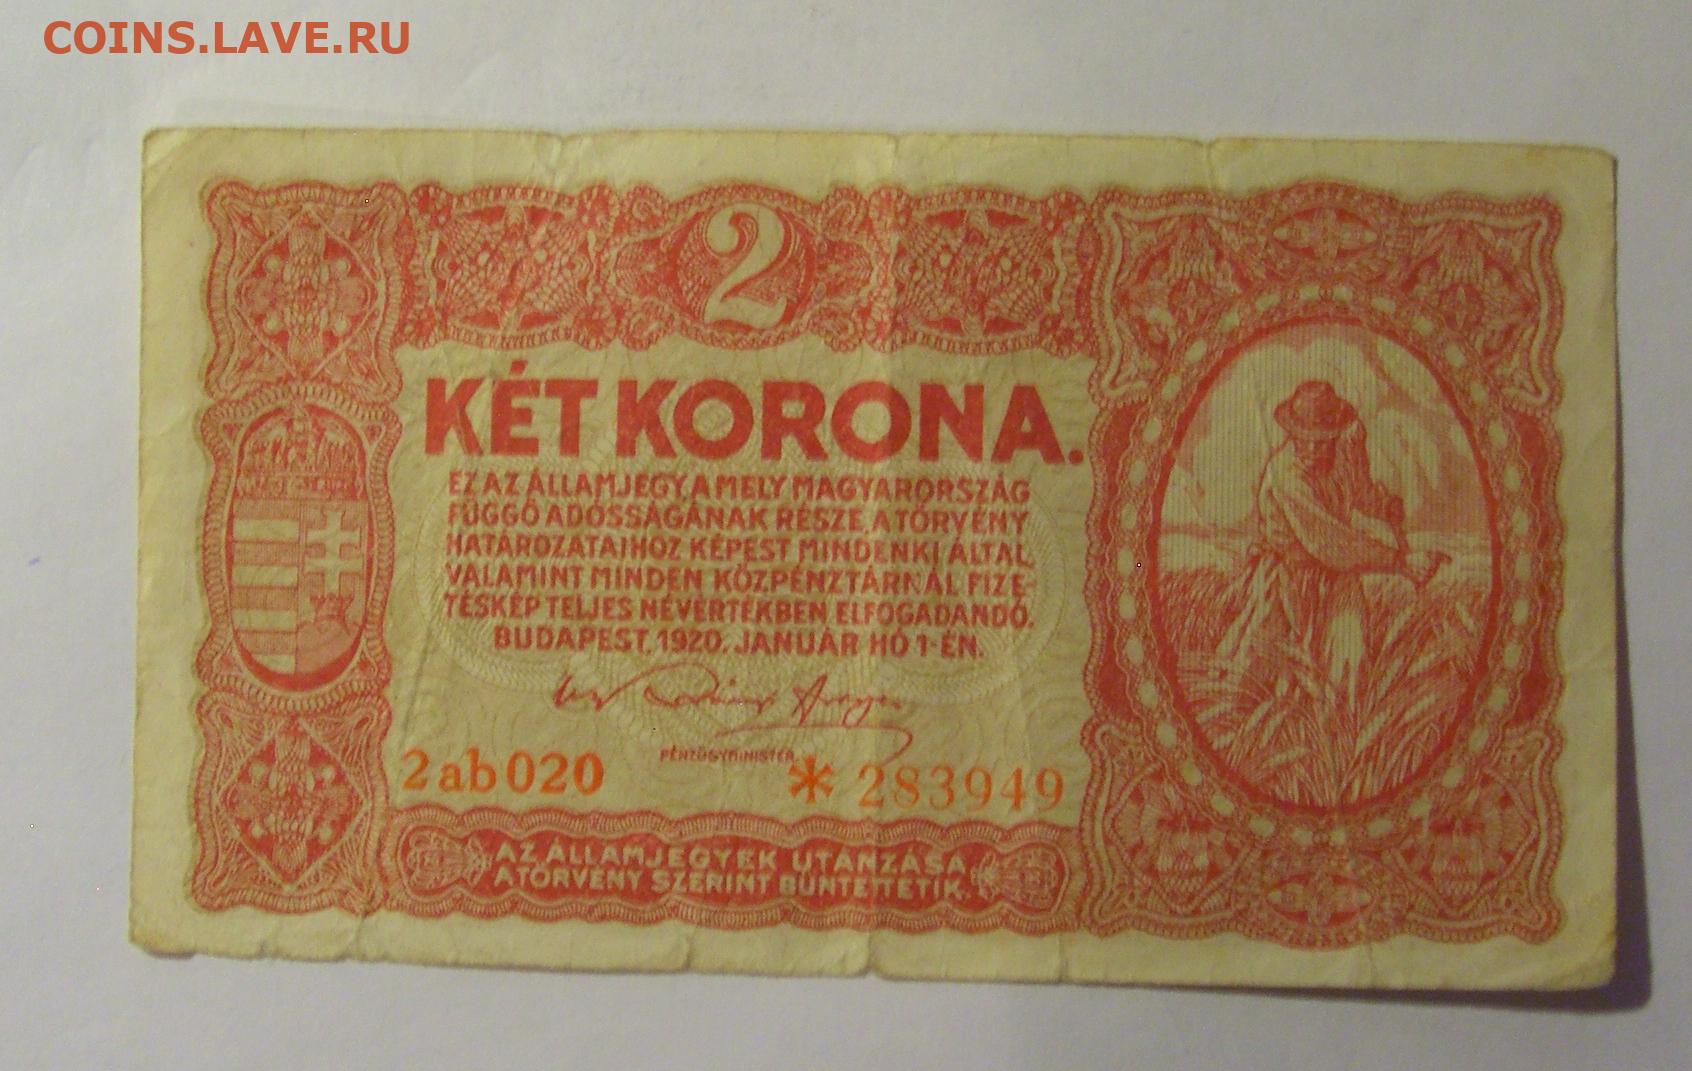 COINS.LAVE.RU
2
KÉT KORONA.
EZ AZ ÁLLAMJEGY, AMELY MAGYARORSZÁG
FÜGGŐ ADÓSSÁGÁNAK RÉSZE, A TÖRVÉNY
HATÁROZATAIHOZ KÉPEST MINDENKI ÁLTAL,
VALAMINT MINDEN KÖZPÉNZTÁRNÁL FIZE-
TÉSKÉP TELJES NÉVÉRTÉKBEN ELFOGADANDÓ.
BUDAPEST, 1920. JANUÁR HÓ 1-ÉN.
PÉNZÜGYMINISTER.
2ab020 * 283949
AZ ÁLLAMJEGYEK UTÁNZÁSA
A TÖRVÉNY SZERINT BÜNTETTETIK.